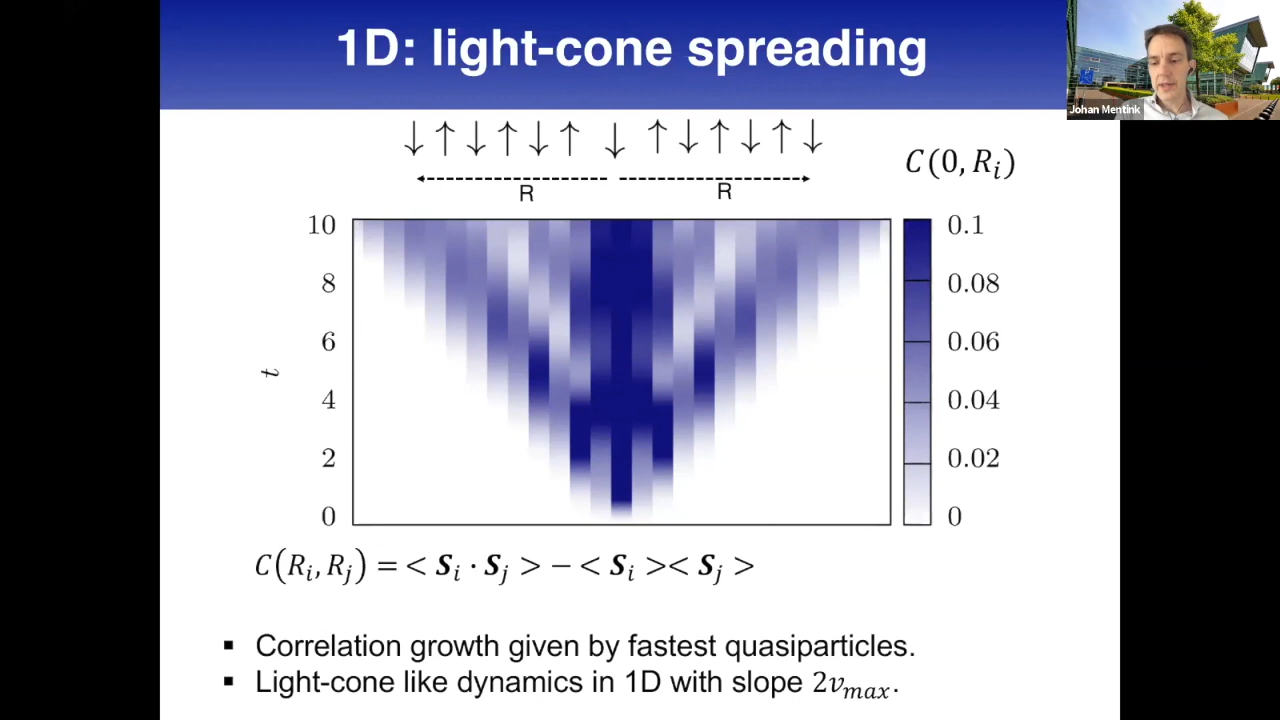 1D: light-cone spreading
Johan Mentink
↓ ↑ ↓ ↑ ↓ ↑ ↓ ↑ ↓ ↑ ↓ ↑ ↓
R R
C(0, R_i)
10
8
6
4
2
0
t
0.1
0.08
0.06
0.04
0.02
0
C(R_i, R_j) = < S_i · S_j > − < S_i >< S_j >
▪ Correlation growth given by fastest quasiparticles.
▪ Light-cone like dynamics in 1D with slope 2v_max.